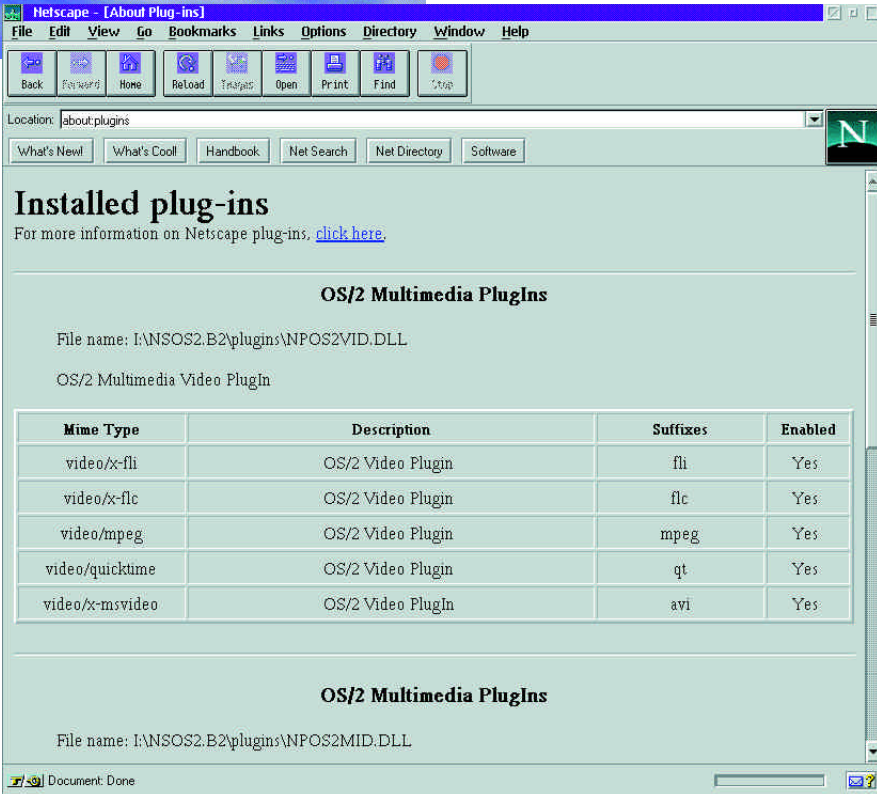 Netscape - [About Plug-ins]
File Edit View Go Bookmarks Links Options Directory Window Help
Back Forward Home Reload Images Open Print Find Stop
Location: about:plugins
N
What's New! What's Cool! Handbook Net Search Net Directory Software
Installed plug-ins
For more information on Netscape plug-ins, click here.
OS/2 Multimedia PlugIns
File name: I:\NSOS2.B2\plugins\NPOS2VID.DLL
OS/2 Multimedia Video PlugIn
Mime Type Description Suffixes Enabled
video/x-fli OS/2 Video Plugin fli Yes
video/x-flc OS/2 Video Plugin flc Yes
video/mpeg OS/2 Video Plugin mpeg Yes
video/quicktime OS/2 Video Plugin qt Yes
video/x-msvideo OS/2 Video PlugIn avi Yes
OS/2 Multimedia PlugIns
File name: I:\NSOS2.B2\plugins\NPOS2MID.DLL
Document: Done